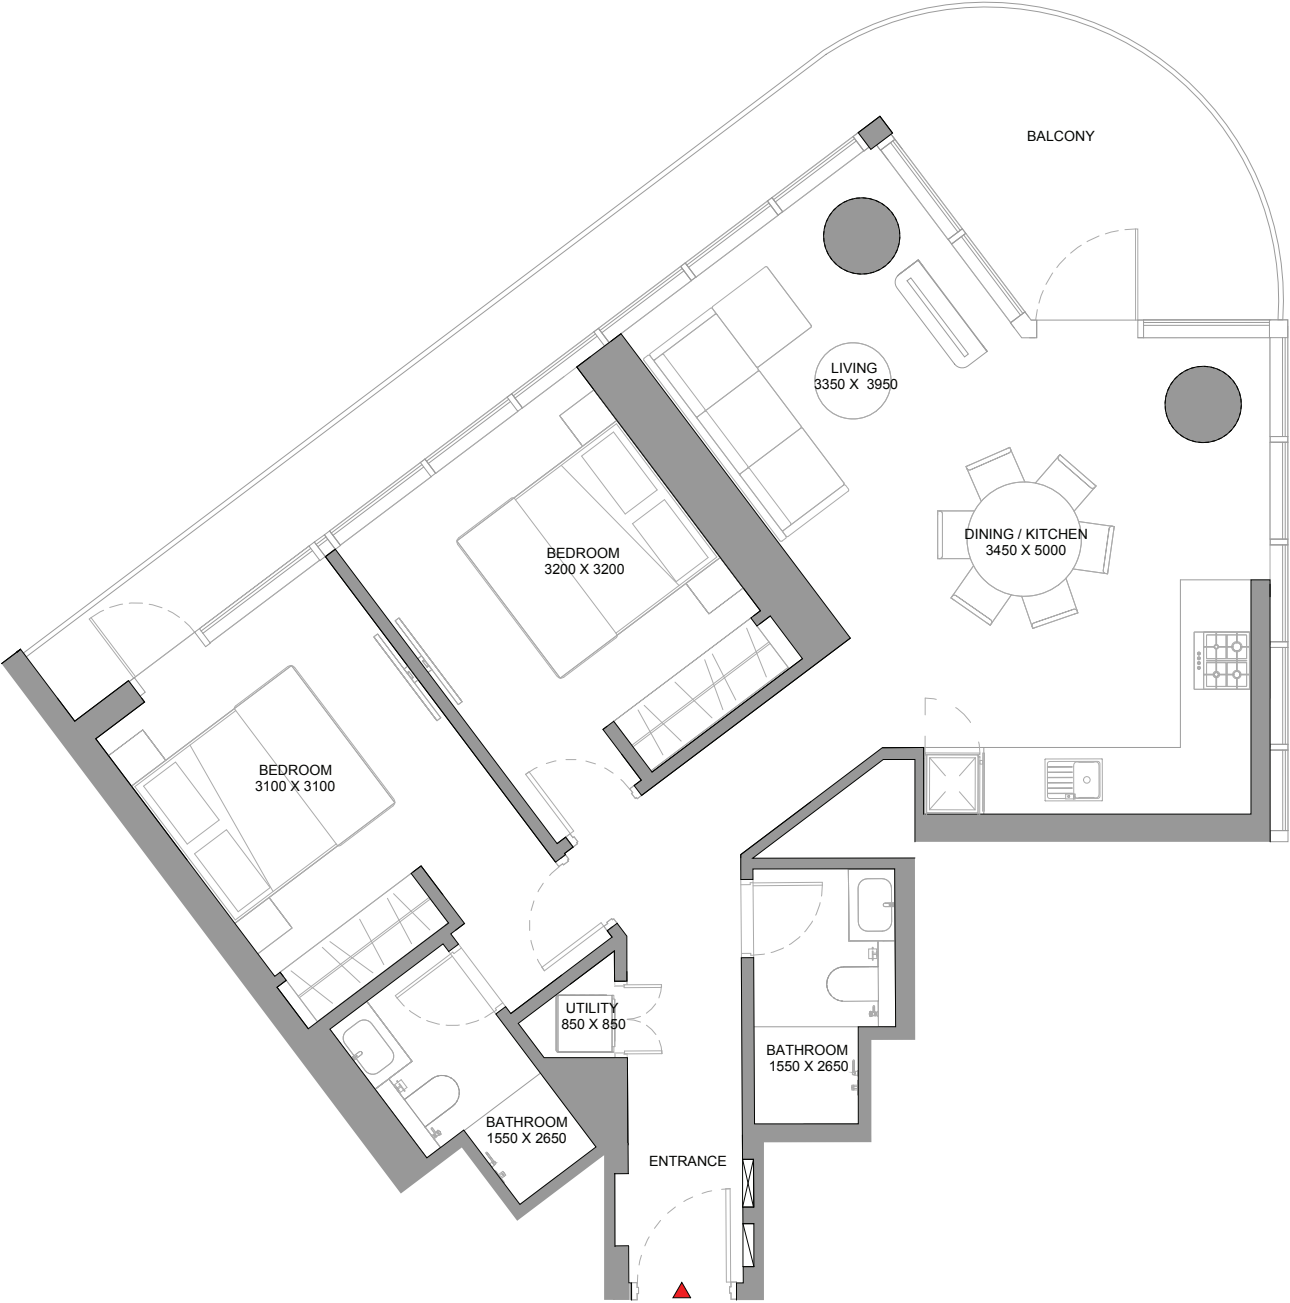 BALCONY
LIVING
3350 X 3950
DINING / KITCHEN
3450 X 5000
BEDROOM
3200 X 3200
BEDROOM
3100 X 3100
UTILITY
850 X 850
BATHROOM
1550 X 2650
BATHROOM
1550 X 2650
ENTRANCE